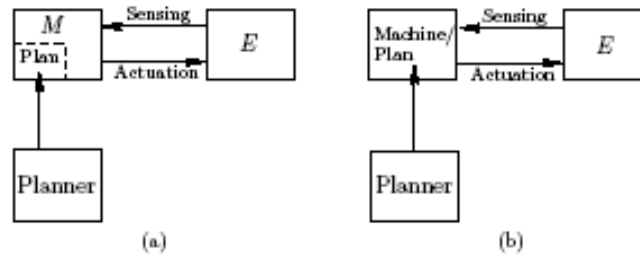 M
Plan
Sensing
Actuation
E
Planner
(a)
Machine/
Plan
Sensing
Actuation
E
Planner
(b)